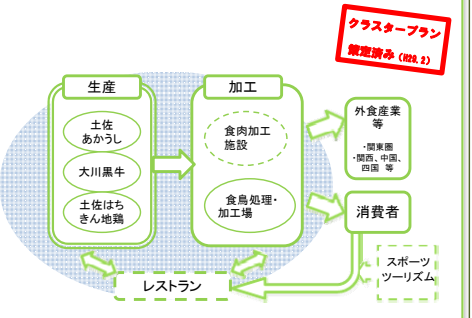 クラスタープラン
策定済み(H29.2)
生産
土佐
あかうし
大川黒牛
土佐はち
きん地鶏
加工
食肉加工
施設
食鳥処理・
加工場
外食産業
等
・関東圏
・関西、中国、
四国 等
消費者
スポーツ
ツーリズム
レストラン